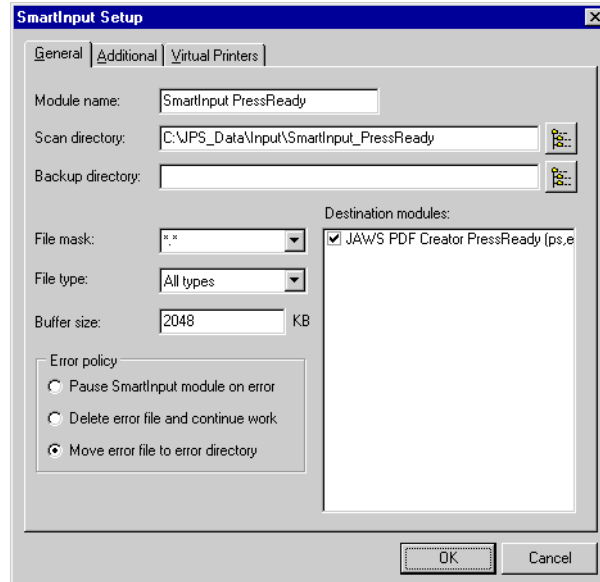 SmartInput Setup
General Additional Virtual Printers
Module name: SmartInput PressReady
Scan directory: C:\JPS_Data\Input\SmartInput_PressReady
Backup directory:
Destination modules:
File mask: *.*
JAWS PDF Creator PressReady (ps,e
File type: All types
Buffer size: 2048 KB
Error policy
Pause SmartInput module on error
Delete error file and continue work
Move error file to error directory
OK Cancel